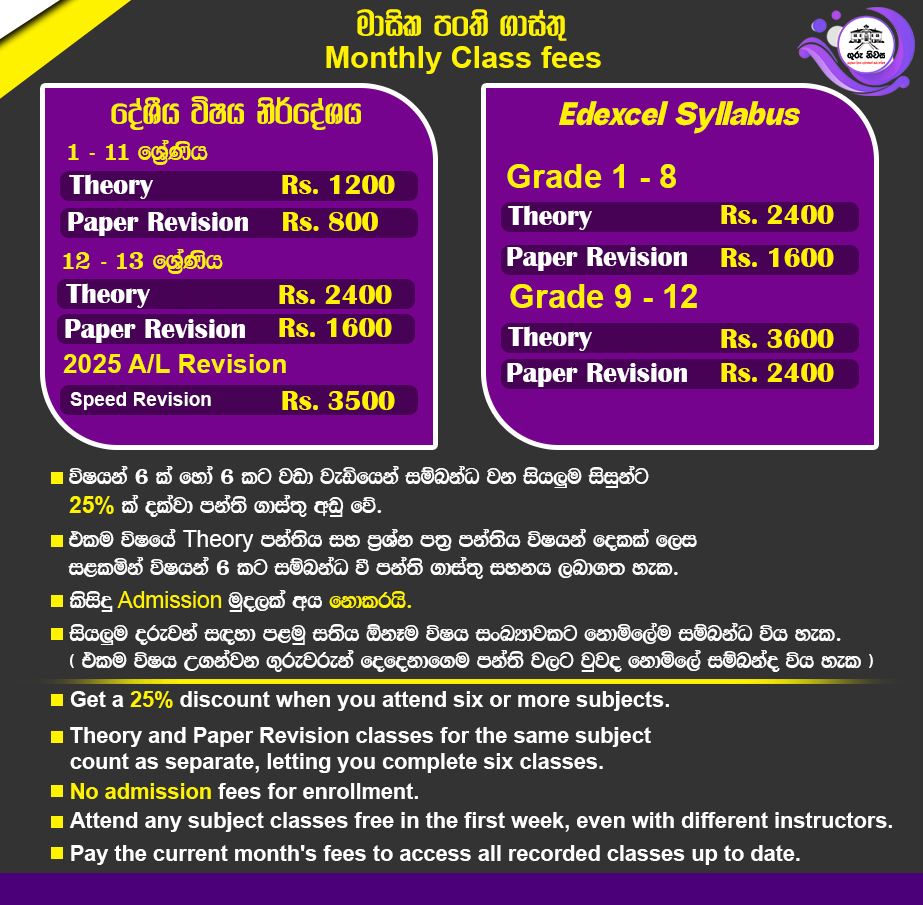 මාසික පංති ගාස්තු
Monthly Class fees
ගුරු නිවස
දේශීය විෂය නිර්දේශය
1 - 11 ශ්‍රේණිය
Theory Rs. 1200
Paper Revision Rs. 800
12 - 13 ශ්‍රේණිය
Theory Rs. 2400
Paper Revision Rs. 1600
2025 A/L Revision
Speed Revision Rs. 3500
Edexcel Syllabus
Grade 1 - 8
Theory Rs. 2400
Paper Revision Rs. 1600
Grade 9 - 12
Theory Rs. 3600
Paper Revision Rs. 2400
විෂයන් 6 ක් හෝ 6 කට වඩා වැඩියෙන් සම්බන්ධ වන සියලුම සිසුන්ට
25% ක් දක්වා පන්ති ගාස්තු අඩු වේ.
එකම විෂයේ Theory පන්තිය සහ ප්‍රශ්න පත්‍ර පන්තිය විෂයන් දෙකක් ලෙස
සළකමින් විෂයන් 6 කට සම්බන්ධ වී පන්ති ගාස්තු සහනය ලබාගත හැක.
කිසිදු Admission මුදලක් අය නොකරයි.
සියලුම දරුවන් සඳහා පළමු සතිය ඕනෑම විෂය සංඛ්‍යාවකට නොමිලේම සම්බන්ධ විය හැක.
( එකම විෂය උගන්වන ගුරුවරුන් දෙදෙනාගෙම පන්ති වලට වුවද නොමිලේ සම්බන්ද විය හැක )
Get a 25% discount when you attend six or more subjects.
Theory and Paper Revision classes for the same subject
count as separate, letting you complete six classes.
No admission fees for enrollment.
Attend any subject classes free in the first week, even with different instructors.
Pay the current month's fees to access all recorded classes up to date.